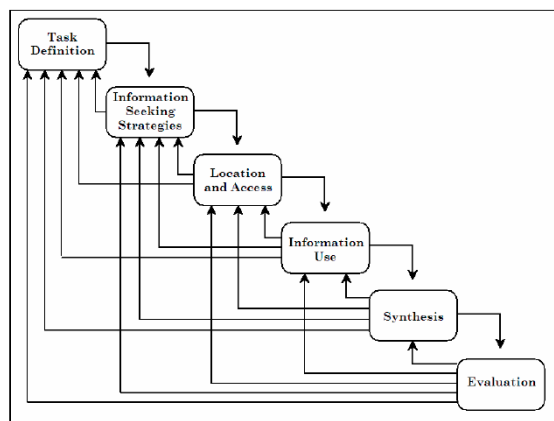 Task
Definition
Information
Seeking
Strategies
Location
and Access
Information
Use
Synthesis
Evaluation